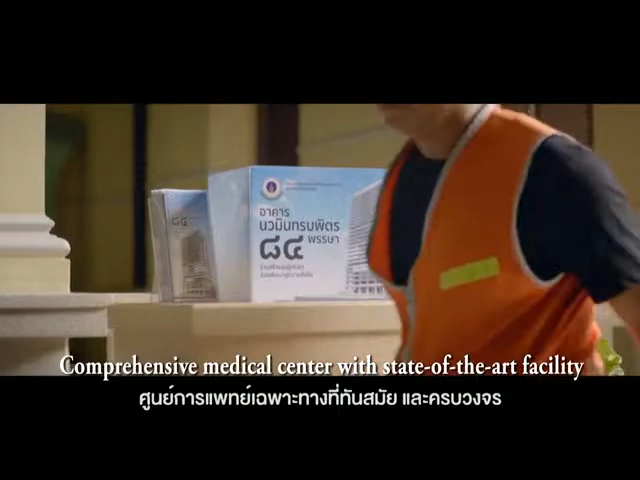 อาคาร
นวมินทรบพิตร
๘๔ พรรษา
๘๔
Comprehensive medical center with state-of-the-art facility
ศูนย์การแพทย์เฉพาะทางที่ทันสมัย และครบวงจร